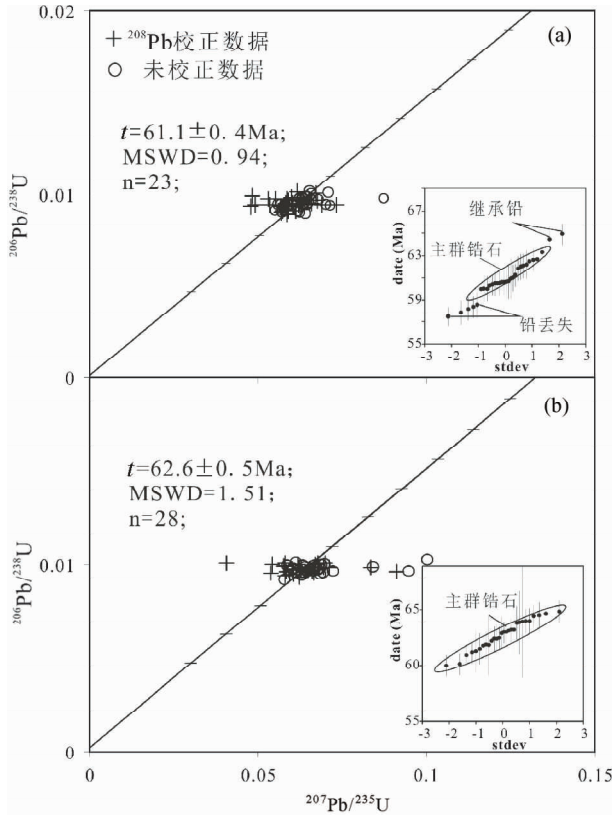 0.02
(a)
+ ²⁰⁸Pb校正数据
○ 未校正数据
t=61.1±0.4Ma;
MSWD=0.94;
n=23;
²⁰⁶Pb/²³⁸U
0.01
0
date (Ma)
67
63
59
55
继承铅
主群锆石
铅丢失
-3 -2 -1 0 1 2 3
stdev
(b)
t=62.6±0.5Ma;
MSWD=1.51;
n=28;
²⁰⁶Pb/²³⁸U
0.01
0
date (Ma)
65
60
55
主群锆石
-3 -2 -1 0 1 2 3
stdev
0 0.05 0.1 0.15
²⁰⁷Pb/²³⁵U